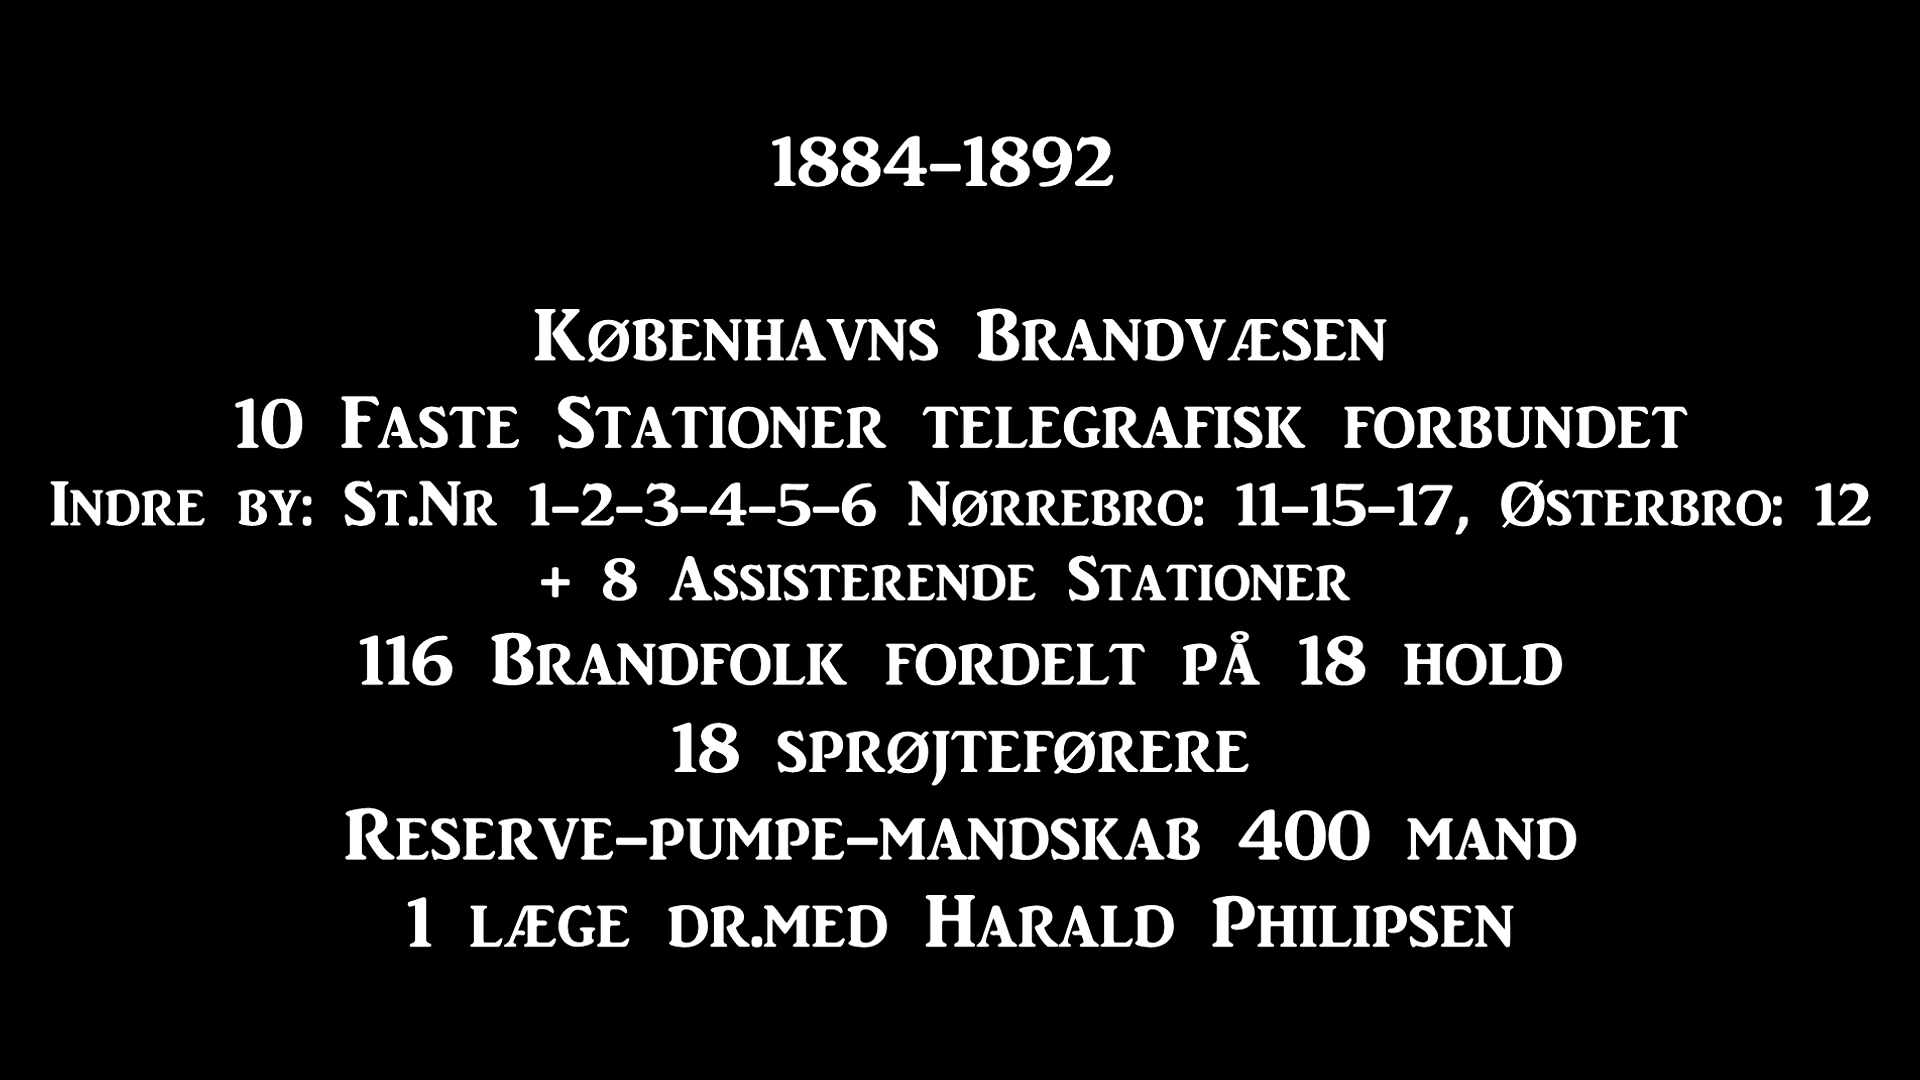 1884-1892
Københavns Brandvæsen
10 Faste Stationer telegrafisk forbundet
Indre by: St.Nr 1-2-3-4-5-6 Nørrebro: 11-15-17, Østerbro: 12
+ 8 Assisterende Stationer
116 Brandfolk fordelt på 18 hold
18 sprøjteførere
Reserve-pumpe-mandskab 400 mand
1 læge dr.med Harald Philipsen